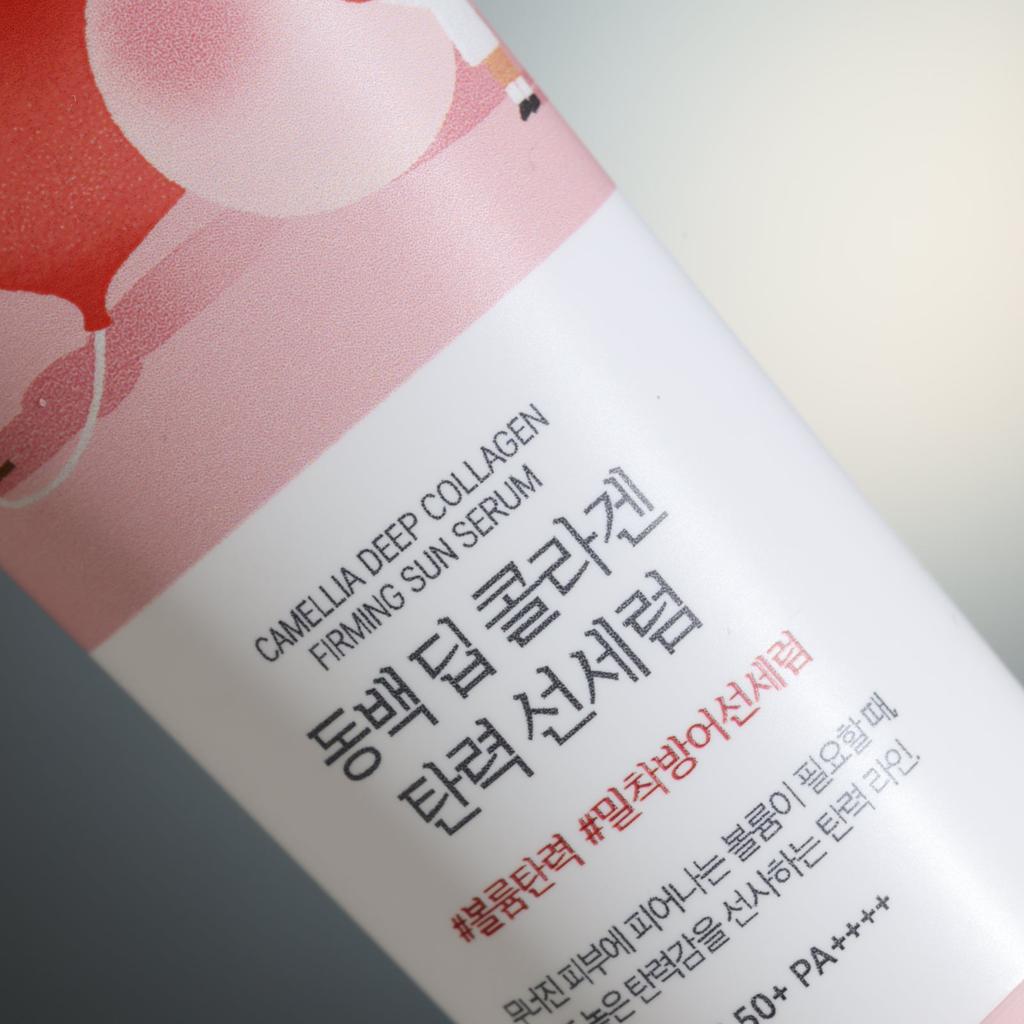 CAMELLIA DEEP COLLAGEN
FIRMING SUN SERUM
동백 딥 콜라겐
탄력 선세럼
#볼륨탄력 #밀착방어선세럼
무너진 피부에 피어나는 볼륨이 필요할 때,
높은 탄력감을 선사하는 탄력 라인
50+ PA++++